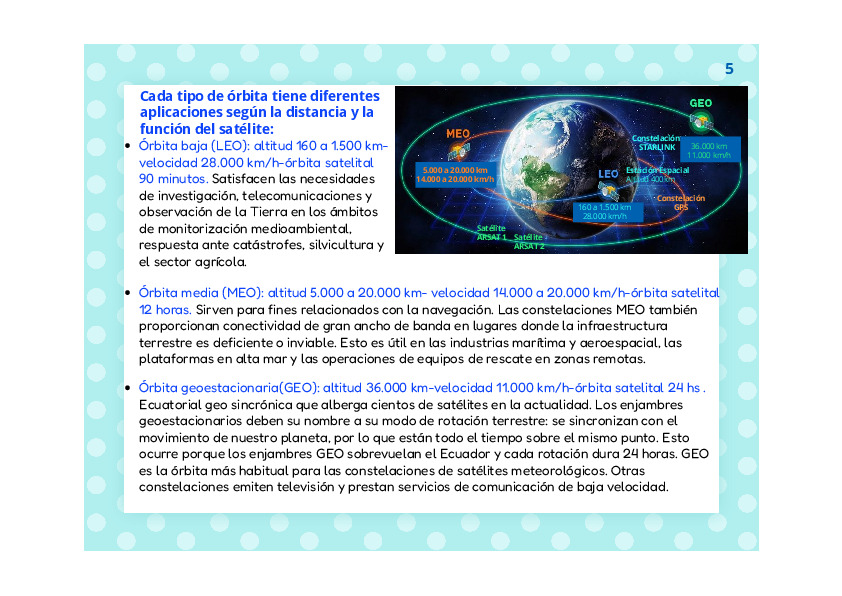 5
Cada tipo de órbita tiene diferentes
aplicaciones según la distancia y la
función del satélite:
• Órbita baja (LEO): altitud 160 a 1.500 km-
velocidad 28.000 km/h-órbita satelital
90 minutos. Satisfacen las necesidades
de investigación, telecomunicaciones y
observación de la Tierra en los ámbitos
de monitorización medioambiental,
respuesta ante catástrofes, silvicultura y
el sector agrícola.
GEO
36.000 km
11.000 km/h
MEO
5.000 a 20.000 km
14.000 a 20.000 km/h
Constelación
STARLINK
Estación Espacial
Altitud 400 km
LEO
160 a 1.500 km
28.000 km/h
Constelación
GPS
Satélite
ARSAT 1
Satélite
ARSAT 2
• Órbita media (MEO): altitud 5.000 a 20.000 km- velocidad 14.000 a 20.000 km/h-órbita satelital
12 horas. Sirven para fines relacionados con la navegación. Las constelaciones MEO también
proporcionan conectividad de gran ancho de banda en lugares donde la infraestructura
terrestre es deficiente o inviable. Esto es útil en las industrias marítima y aeroespacial, las
plataformas en alta mar y las operaciones de equipos de rescate en zonas remotas.
• Órbita geoestacionaria(GEO): altitud 36.000 km-velocidad 11.000 km/h-órbita satelital 24 hs .
Ecuatorial geo sincrónica que alberga cientos de satélites en la actualidad. Los enjambres
geoestacionarios deben su nombre a su modo de rotación terrestre: se sincronizan con el
movimiento de nuestro planeta, por lo que están todo el tiempo sobre el mismo punto. Esto
ocurre porque los enjambres GEO sobrevuelan el Ecuador y cada rotación dura 24 horas. GEO
es la órbita más habitual para las constelaciones de satélites meteorológicos. Otras
constelaciones emiten televisión y prestan servicios de comunicación de baja velocidad.